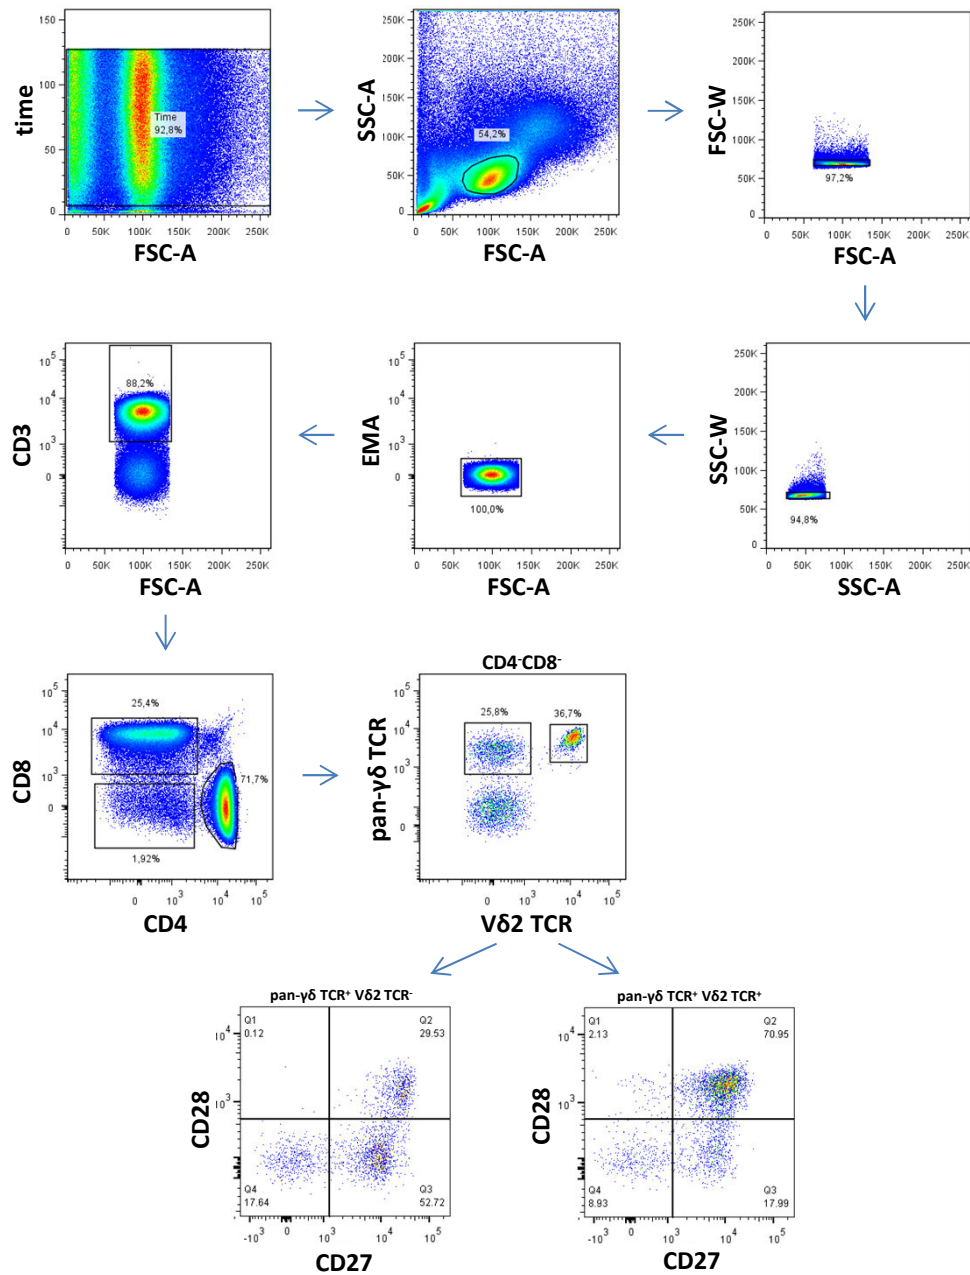 150
100
50
0
time
Time
92,8%
0 50K 100K 150K 200K 250K
FSC-A
250K
200K
150K
100K
50K
0
SSC-A
54,2%
0 50K 100K 150K 200K 250K
FSC-A
250K
200K
150K
100K
50K
0
FSC-W
97,2%
0 50K 100K 150K 200K 250K
FSC-A
10^5
10^4
10^3
0
CD3
88,2%
0 50K 100K 150K 200K 250K
FSC-A
10^5
10^4
10^3
0
EMA
100,0%
0 50K 100K 150K 200K 250K
FSC-A
250K
200K
150K
100K
50K
0
SSC-W
94,8%
0 50K 100K 150K 200K 250K
SSC-A
10^5
10^4
10^3
0
CD8
25,4%
71,7%
1,92%
0 10^3 10^4 10^5
CD4
CD4-CD8-
10^5
10^4
10^3
0
pan-γδ TCR
25,8%
36,7%
0 10^3 10^4 10^5
Vδ2 TCR
pan-γδ TCR+ Vδ2 TCR-
10^4
10^3
CD28
Q1
0.12
Q2
29.53
Q4
17.64
Q3
52.72
-10^3 0 10^3 10^4 10^5
CD27
pan-γδ TCR+ Vδ2 TCR+
10^4
10^3
CD28
Q1
2.13
Q2
70.95
Q4
8.93
Q3
17.99
-10^3 0 10^3 10^4 10^5
CD27